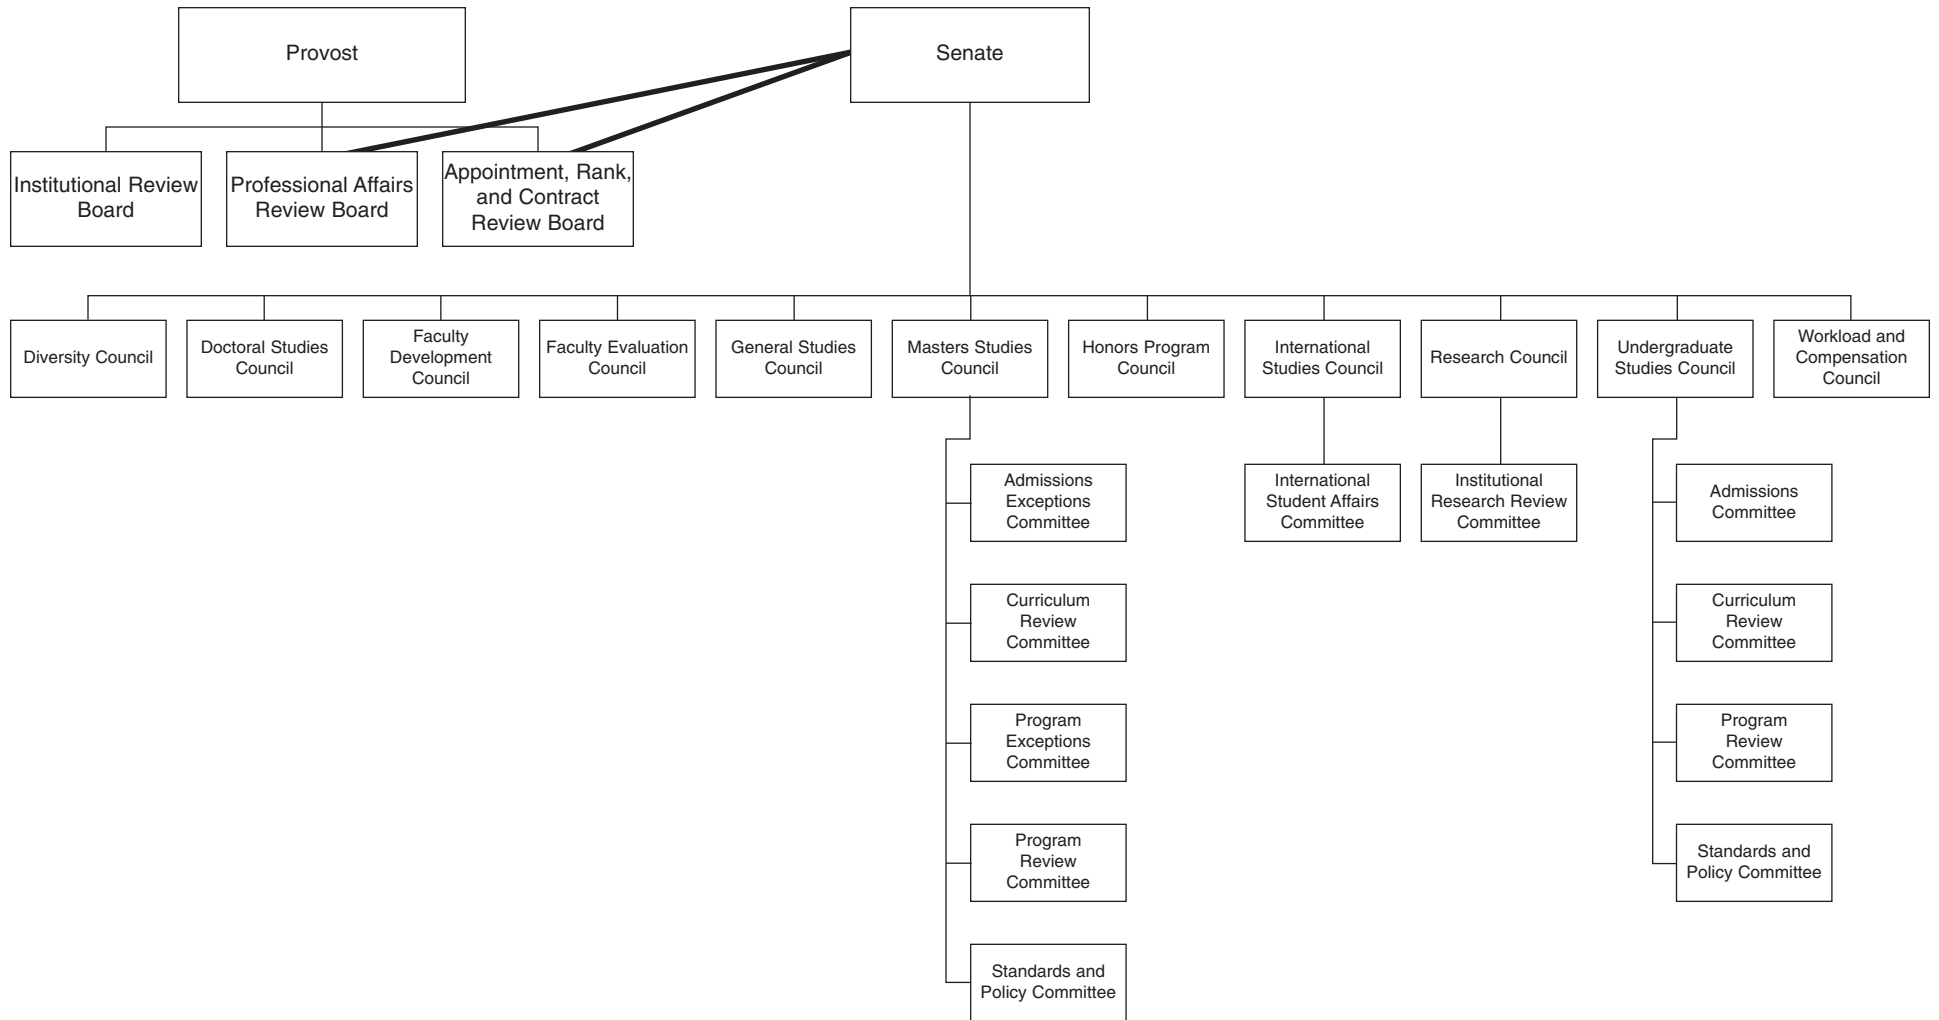 Provost
Senate
Institutional Review
Board
Professional Affairs
Review Board
Appointment, Rank,
and Contract
Review Board
Diversity Council
Doctoral Studies
Council
Faculty
Development
Council
Faculty Evaluation
Council
General Studies
Council
Masters Studies
Council
Honors Program
Council
International
Studies Council
Research Council
Undergraduate
Studies Council
Workload and
Compensation
Council
Admissions
Exceptions
Committee
Curriculum
Review
Committee
Program
Exceptions
Committee
Program
Review
Committee
Standards and
Policy Committee
International
Student Affairs
Committee
Institutional
Research Review
Committee
Admissions
Committee
Curriculum
Review
Committee
Program
Review
Committee
Standards and
Policy Committee